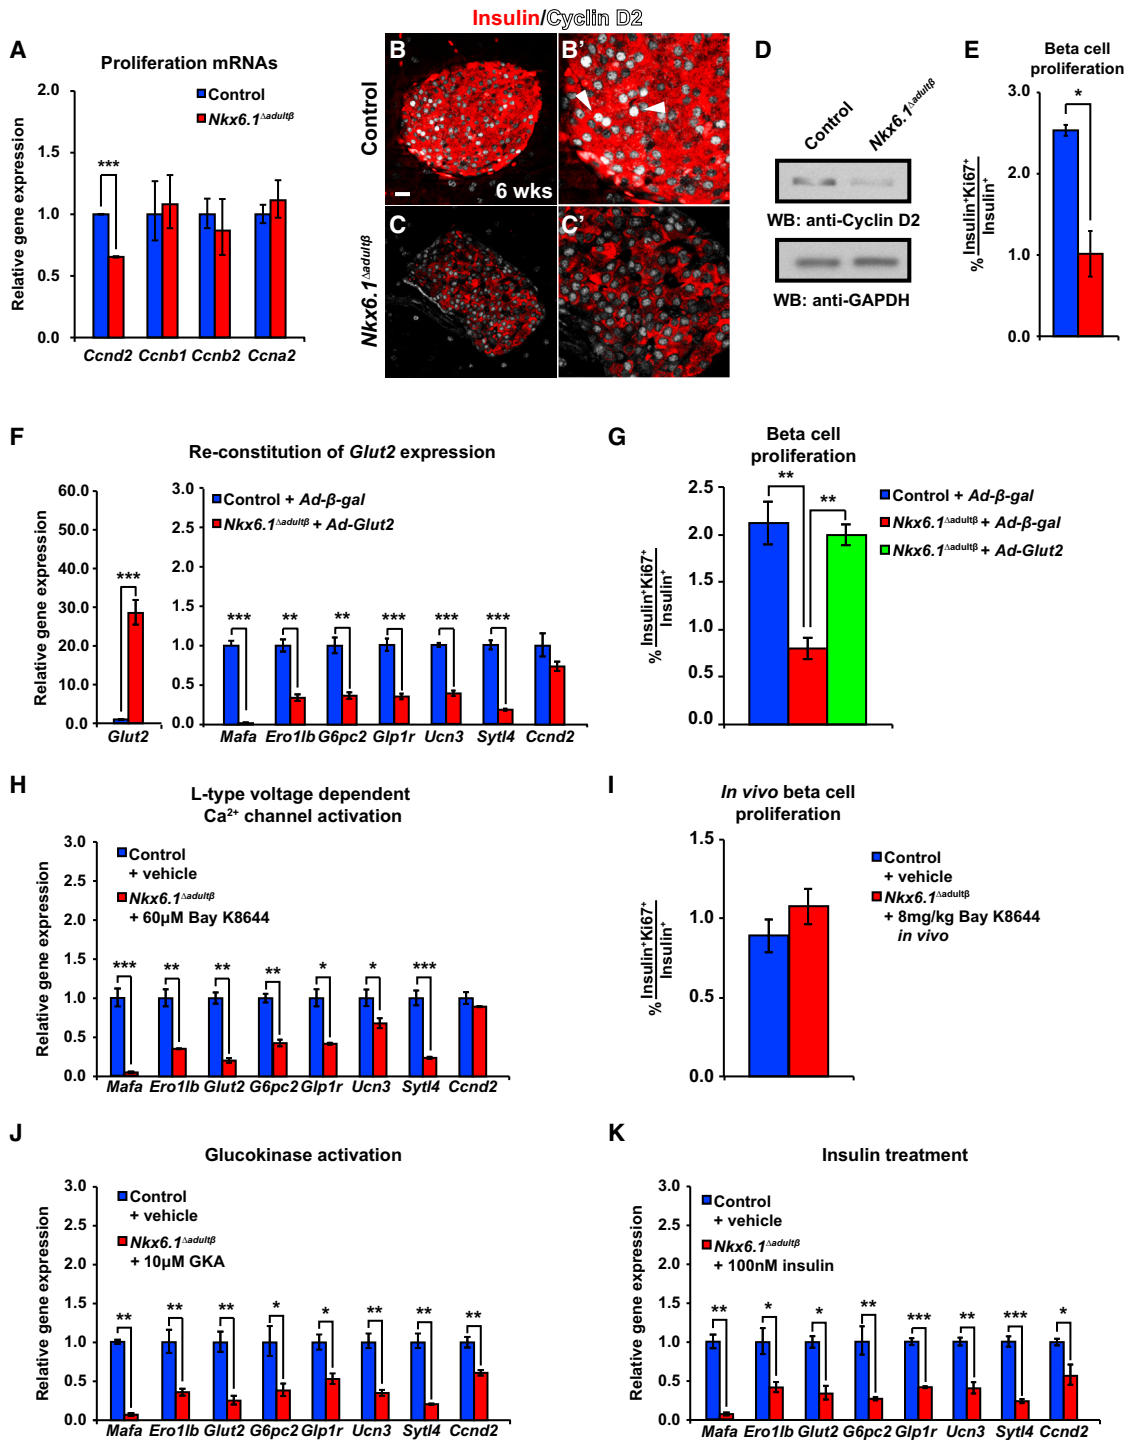 Insulin/Cyclin D2
A
Proliferation mRNAs
Control
Nkx6.1Δadultβ
Relative gene expression
2.0
1.5
1.0
0.5
0.0
***
Ccnd2 Ccnb1 Ccnb2 Ccna2
Control
Nkx6.1Δadultβ
B
B'
6 wks
C
C'
D
Control
Nkx6.1Δadultβ
WB: anti-Cyclin D2
WB: anti-GAPDH
E
Beta cell
proliferation
% Insulin⁺Ki67⁺
Insulin⁺
3.0
2.0
1.0
0.0
*
F
Re-constitution of Glut2 expression
Relative gene expression
60.0
50.0
40.0
30.0
20.0
10.0
0.0
***
Glut2
3.0
2.5
2.0
1.5
1.0
0.5
0.0
Control + Ad-β-gal
Nkx6.1Δadultβ + Ad-Glut2
*** ** ** *** *** ***
Mafa Ero1lb G6pc2 Glp1r Ucn3 Sytl4 Ccnd2
G
Beta cell
proliferation
% Insulin⁺Ki67⁺
Insulin⁺
2.5
2.0
1.5
1.0
0.5
0.0
** **
Control + Ad-β-gal
Nkx6.1Δadultβ + Ad-β-gal
Nkx6.1Δadultβ + Ad-Glut2
H
L-type voltage dependent
Ca²⁺ channel activation
Relative gene expression
3.0
2.5
2.0
1.5
1.0
0.5
0.0
Control
+ vehicle
Nkx6.1Δadultβ
+ 60µM Bay K8644
*** ** ** ** * * ***
Mafa Ero1lb Glut2 G6pc2 Glp1r Ucn3 Sytl4 Ccnd2
I
In vivo beta cell
proliferation
% Insulin⁺Ki67⁺
Insulin⁺
1.5
1.0
0.5
0.0
Control
+ vehicle
Nkx6.1Δadultβ
+ 8mg/kg Bay K8644
in vivo
J
Glucokinase activation
Relative gene expression
3.0
2.5
2.0
1.5
1.0
0.5
0.0
Control
+ vehicle
Nkx6.1Δadultβ
+ 10µM GKA
** ** ** * * ** ** **
Mafa Ero1lb Glut2 G6pc2 Glp1r Ucn3 Sytl4 Ccnd2
K
Insulin treatment
Relative gene expression
3.0
2.5
2.0
1.5
1.0
0.5
0.0
Control
+ vehicle
Nkx6.1Δadultβ
+ 100nM insulin
** * * ** *** ** *** *
Mafa Ero1lb Glut2 G6pc2 Glp1r Ucn3 Sytl4 Ccnd2